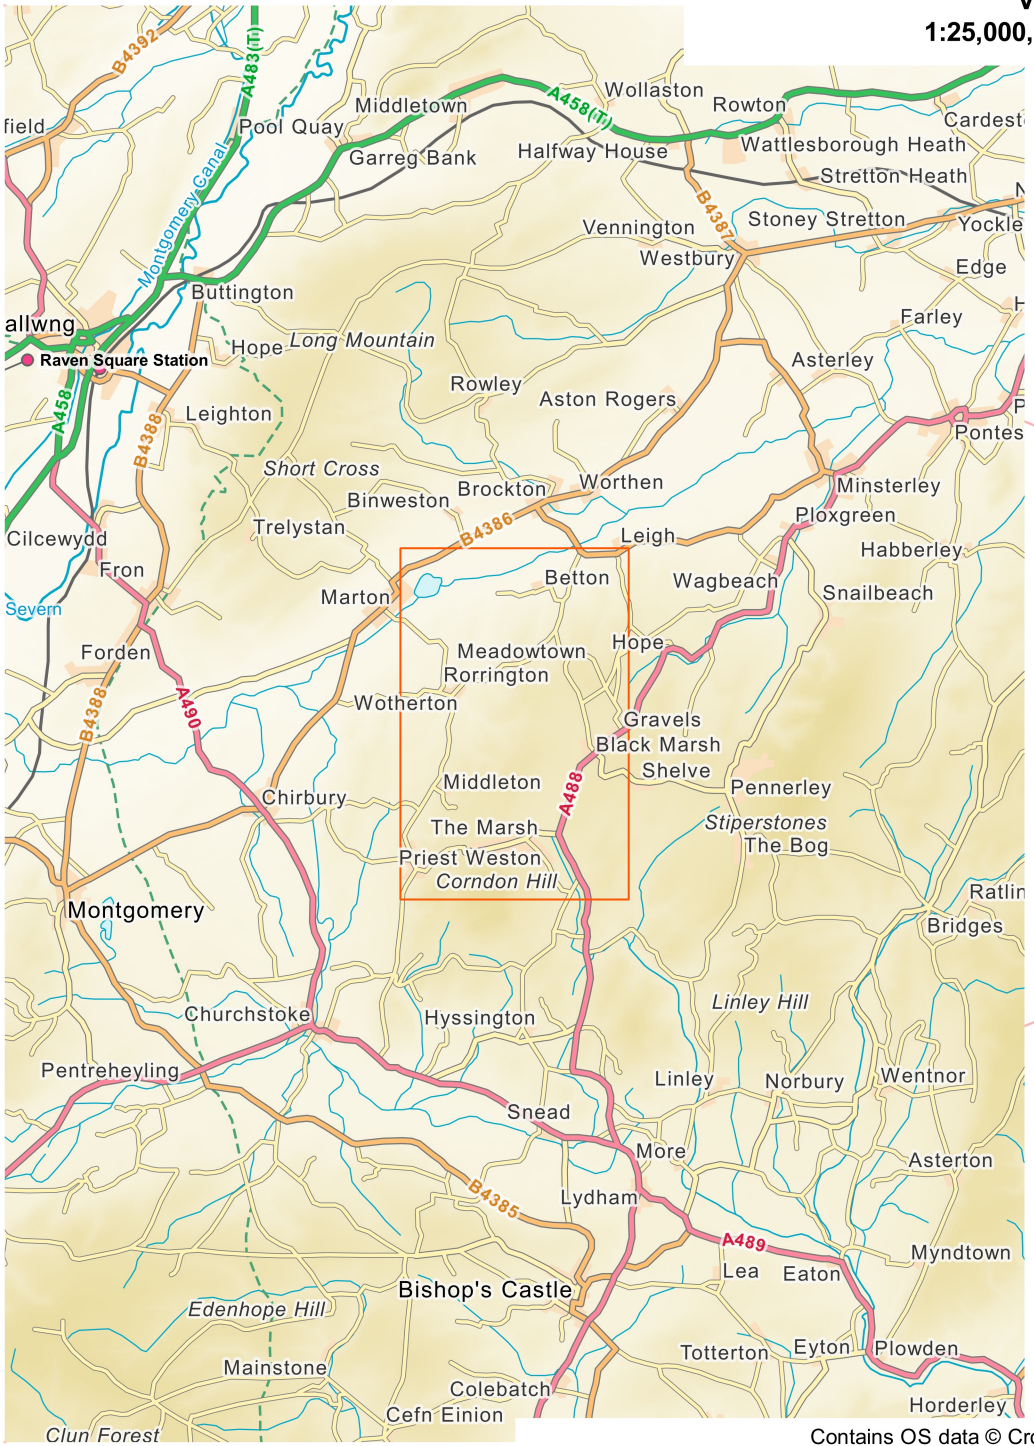 1:25,000,
B4392
A483(T)
Wollaston
A458(T)
Middletown
Rowton
field
Pool Quay
Garreg Bank
Halfway House
Wattlesborough Heath
Stretton Heath
Montgomery Canal
B4387
Vennington
Stoney Stretton
Westbury
Edge
Buttington
Farley
allwng
Hope
Long Mountain
Raven Square Station
Asterley
Rowley
Aston Rogers
A458
Leighton
B4388
Pontes
Short Cross
Binweston
Brockton
Worthen
Minsterley
Trelystan
B4386
Ploxgreen
Cilcewydd
Leigh
Habberley
Fron
Betton
Wagbeach
Marton
Snailbeach
Severn
Forden
Meadowtown
Hope
Rorrington
Wotherton
B4388
A490
Gravels
Black Marsh
Shelve
Middleton
A488
Pennerley
Chirbury
The Marsh
Stiperstones
The Bog
Priest Weston
Corndon Hill
Montgomery
Ratlin
Bridges
Linley Hill
Churchstoke
Hyssington
Pentreheyling
Linley
Norbury
Wentnor
Snead
More
Asterton
B4385
Lydham
A489
Myndtown
Lea
Eaton
Bishop's Castle
Edenhope Hill
Totterton
Eyton
Plowden
Mainstone
Colebatch
Horderley
Cefn Einion
Clun Forest
Contains OS data © Cro